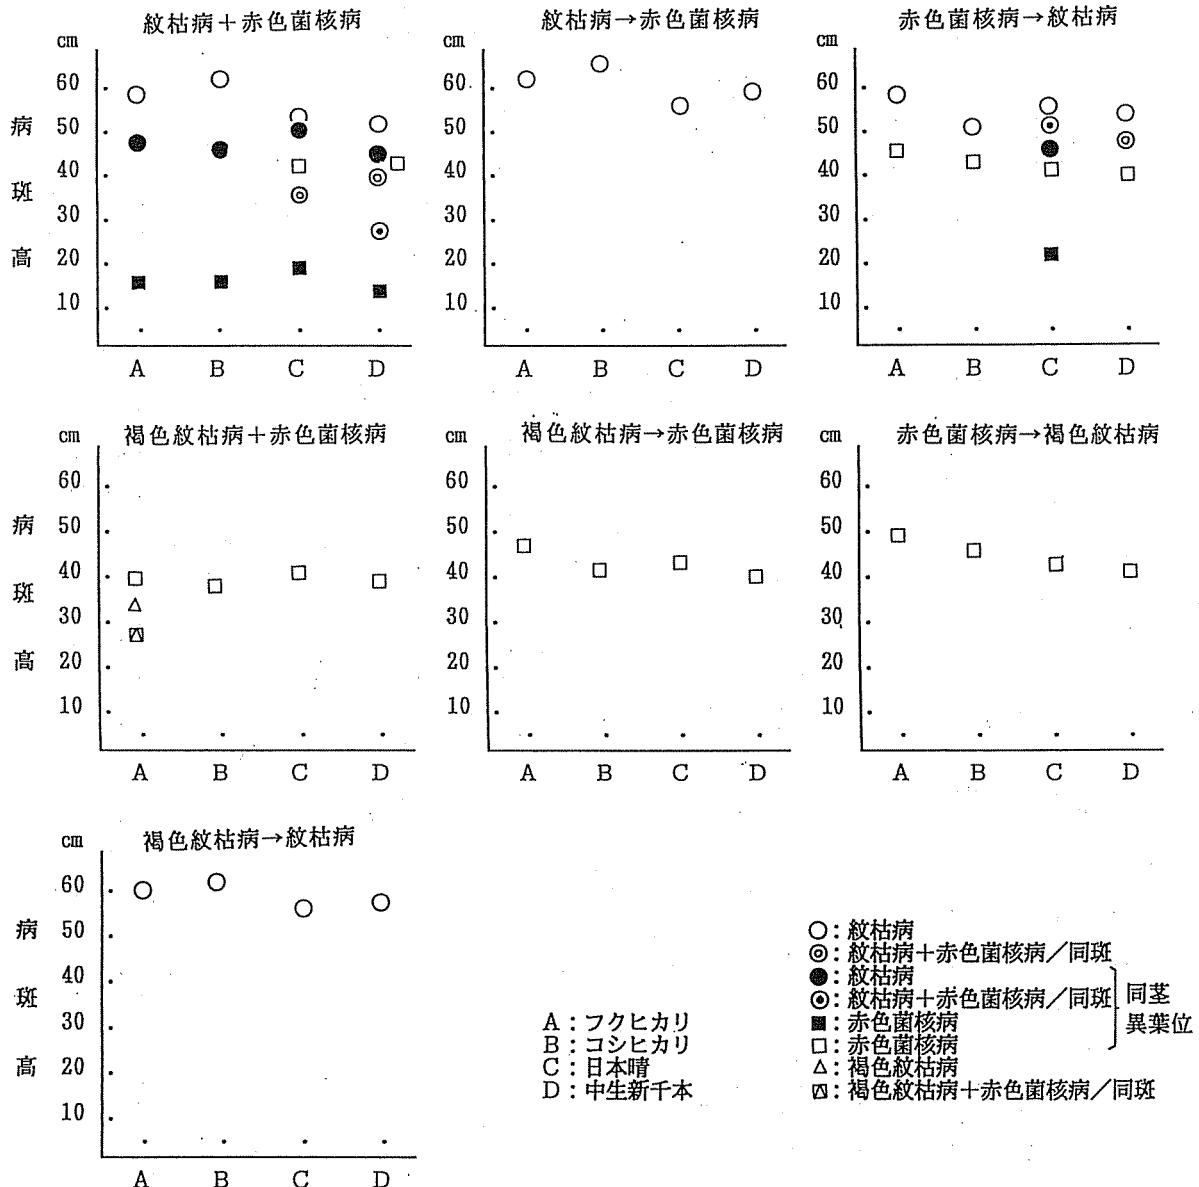 紋枯病＋赤色菌核病
cm
60
50
40
30
20
10
病斑高
A B C D
紋枯病→赤色菌核病
cm
60
50
40
30
20
10
A B C D
赤色菌核病→紋枯病
cm
60
50
40
30
20
10
A B C D
褐色紋枯病＋赤色菌核病
cm
60
50
40
30
20
10
病斑高
A B C D
褐色紋枯病→赤色菌核病
cm
60
50
40
30
20
10
A B C D
赤色菌核病→褐色紋枯病
cm
60
50
40
30
20
10
A B C D
褐色紋枯病→紋枯病
cm
60
50
40
30
20
10
病斑高
A B C D
A：フクヒカリ
B：コシヒカリ
C：日本晴
D：中生新千本
○：紋枯病
◎：紋枯病＋赤色菌核病／同斑
●：紋枯病
⊙：紋枯病＋赤色菌核病／同斑
■：赤色菌核病
□：赤色菌核病
同茎
異葉位
△：褐色紋枯病
：褐色紋枯病＋赤色菌核病／同斑